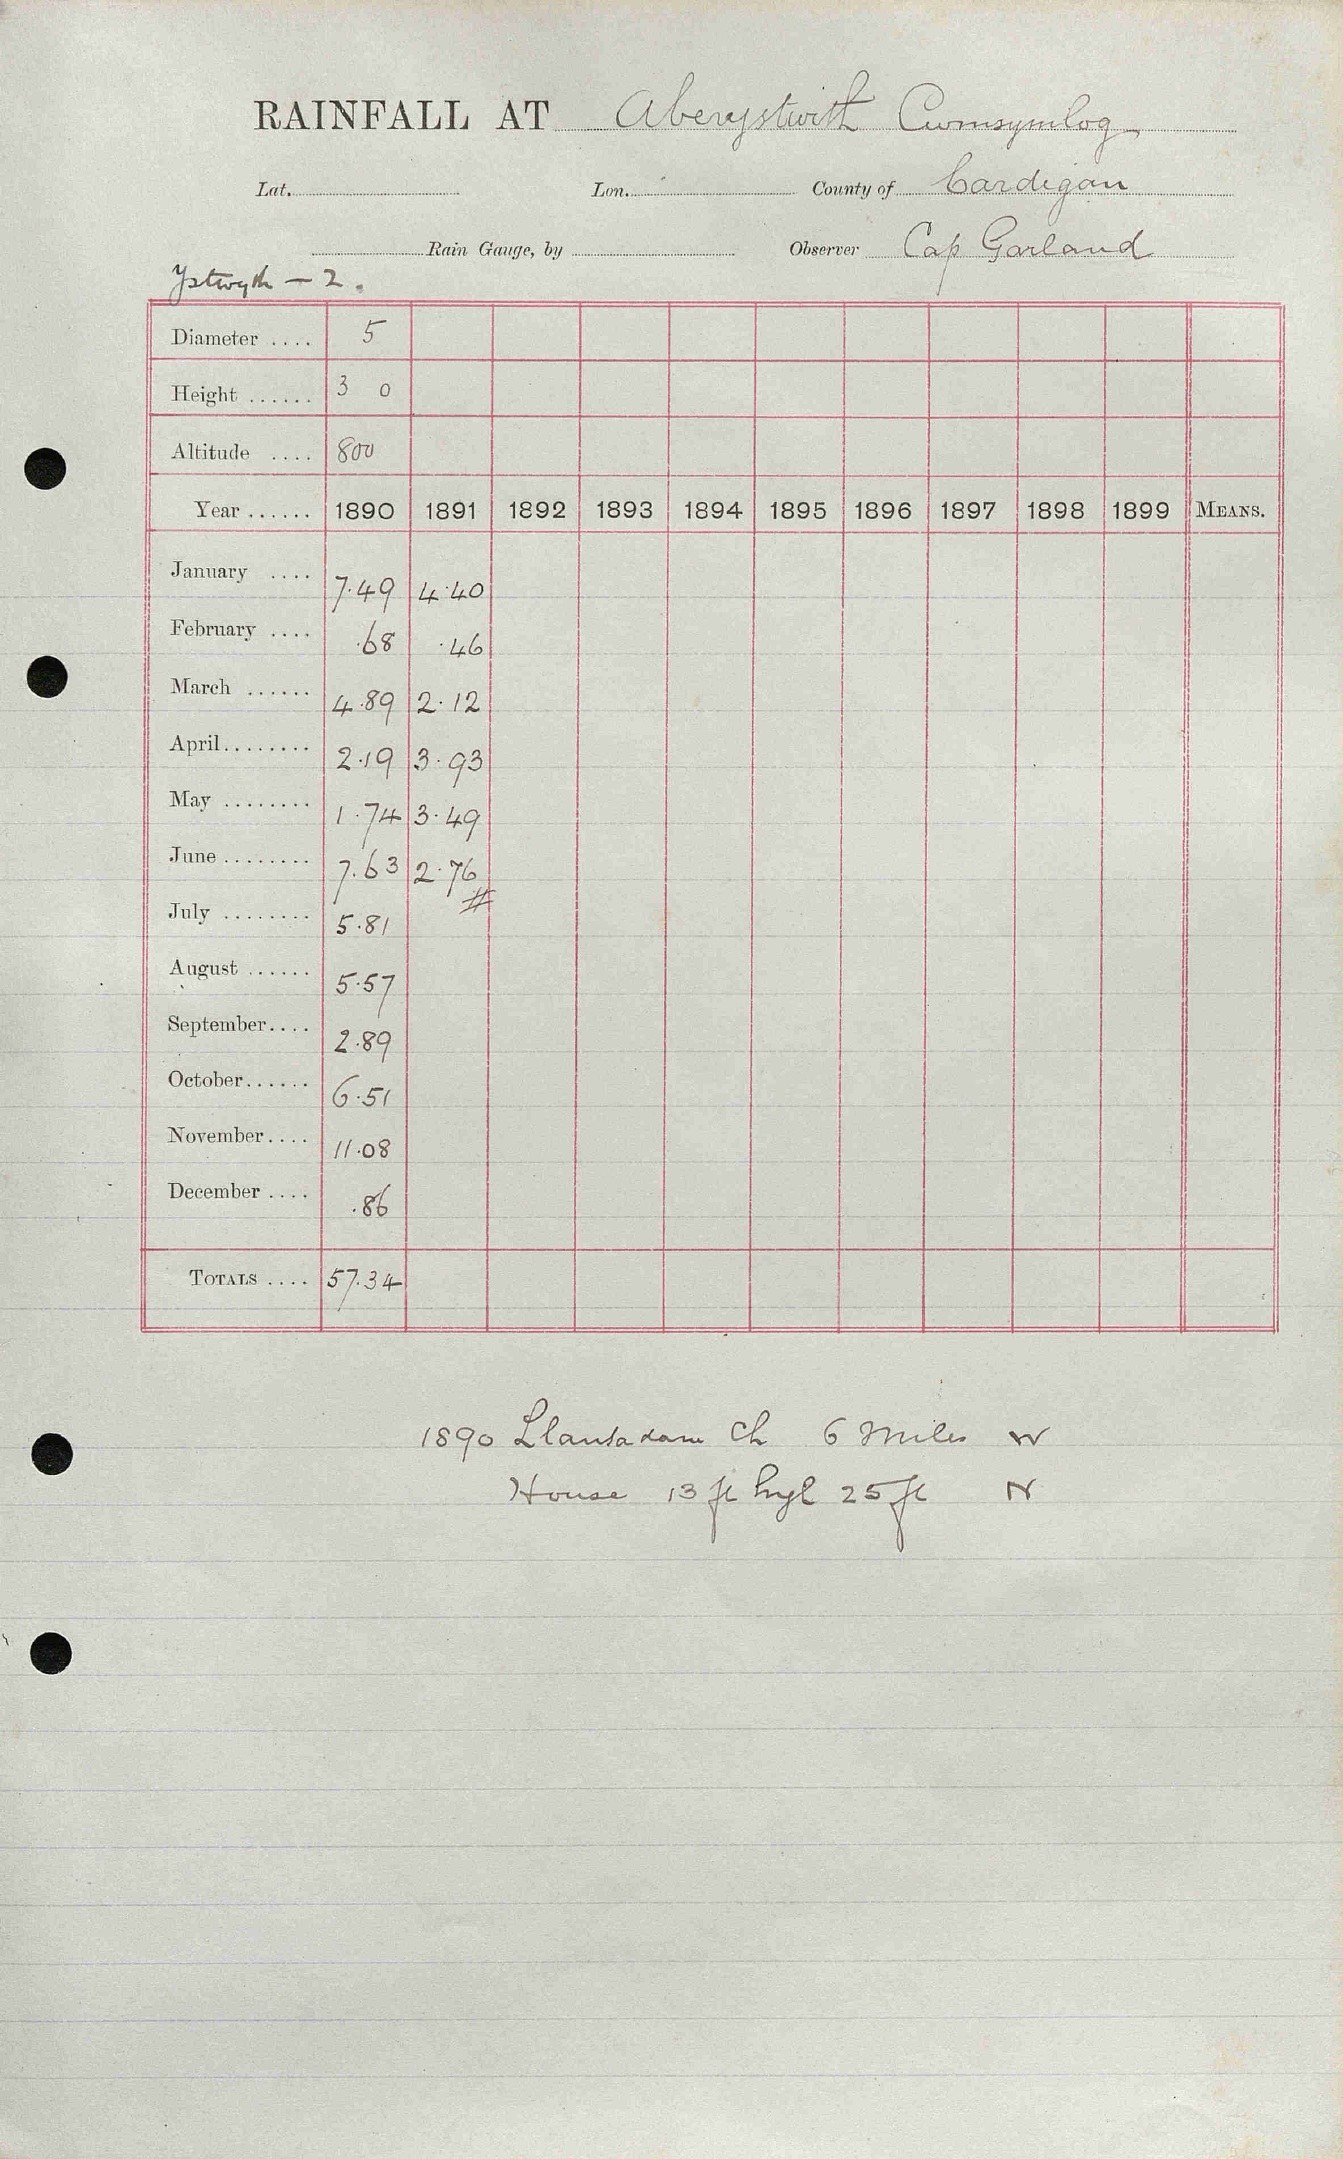 RAINFALL AT Aberystwith Cwmsymlog
Lat. Lon. County of Cardigan
Rain Gauge, by Observer Cap Garland
Ystwyth — 2.
Diameter .... 5
Height ...... 3 0
Altitude .... 800
Year ...... 1890 1891 1892 1893 1894 1895 1896 1897 1898 1899 MEANS.
January .... 7.49 4.40
February .... .68 .46
March ...... 4.89 2.12
April ........ 2.19 3.93
May ........ 1.74 3.49
June ........ 7.63 2.76
#
July ........ 5.81
August ...... 5.57
September.... 2.89
October...... 6.51
November.... 11.08
December .... .86
TOTALS .... 57.34
1890 Ch 6 Miles W
House 13 ft high 25 ft N